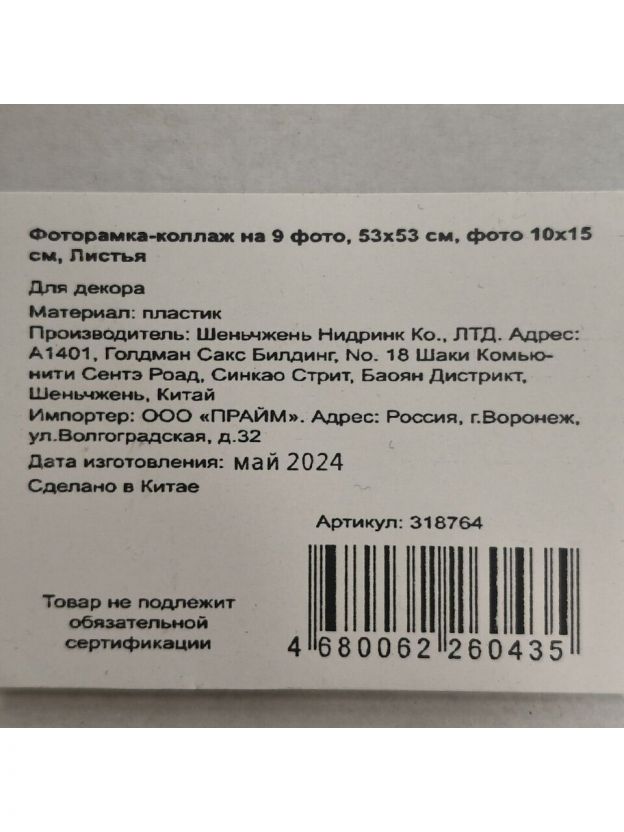 Фоторамка-коллаж на 9 фото, 53x53 см, фото 10x15
см, Листья
Для декора
Материал: пластик
Производитель: Шеньчжень Нидринк Ко., ЛТД. Адрес:
А1401, Голдман Сакс Билдинг, No. 18 Шаки Комью-
нити Сентэ Роад, Синкао Стрит, Баоян Дистрикт,
Шеньчжень, Китай
Импортер: ООО «ПРАЙМ». Адрес: Россия, г.Воронеж,
ул.Волгоградская, д.32
Дата изготовления: май 2024
Сделано в Китае
Артикул: 318764
Товар не подлежит
обязательной
сертификации
4 680062 260435